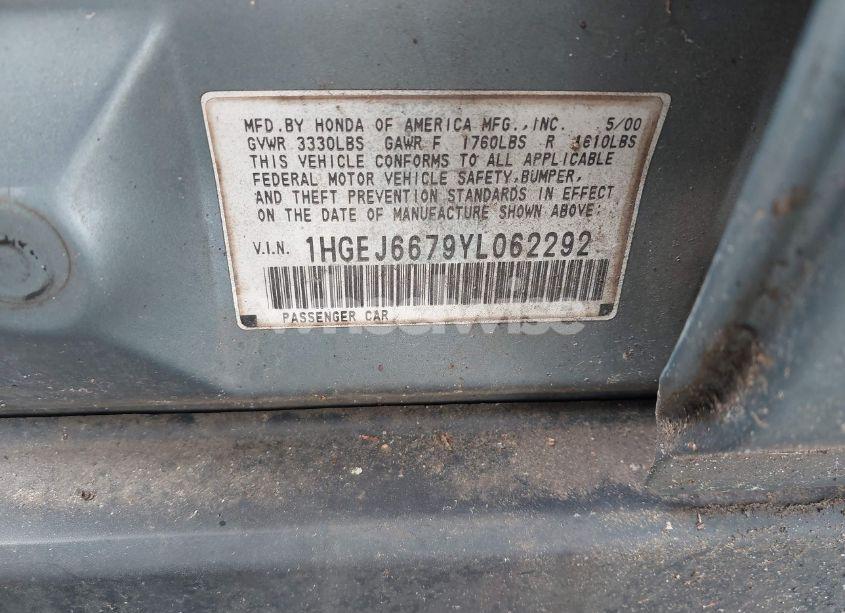 MFD.BY HONDA OF AMERICA MFG.,INC. 5/00
GVWR 3330LBS GAWR F 1760LBS R 1610LBS
THIS VEHICLE CONFORMS TO ALL APPLICABLE
FEDERAL MOTOR VEHICLE SAFETY,BUMPER,
AND THEFT PREVENTION STANDARDS IN EFFECT
ON THE DATE OF MANUFACTURE SHOWN ABOVE:
V.I.N. 1HGEJ6679YL062292
PASSENGER CAR
wheelwise